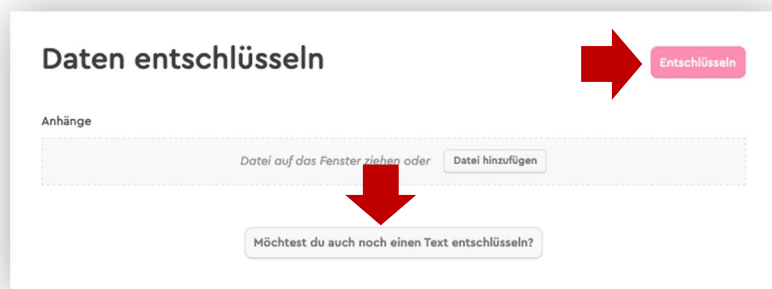 Daten entschlüsseln
Entschlüsseln
Anhänge
Datei auf das Fenster ziehen oder Datei hinzufügen
Möchtest du auch noch einen Text entschlüsseln?